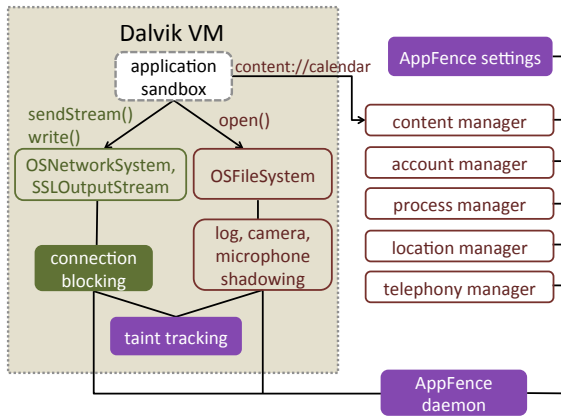 Dalvik VM
application
sandbox
content://calendar
AppFence settings
sendStream()
write()
open()
content manager
OSNetworkSystem,
SSLOutputStream
OSFileSystem
account manager
process manager
log, camera,
microphone
shadowing
connection
blocking
location manager
telephony manager
taint tracking
AppFence
daemon